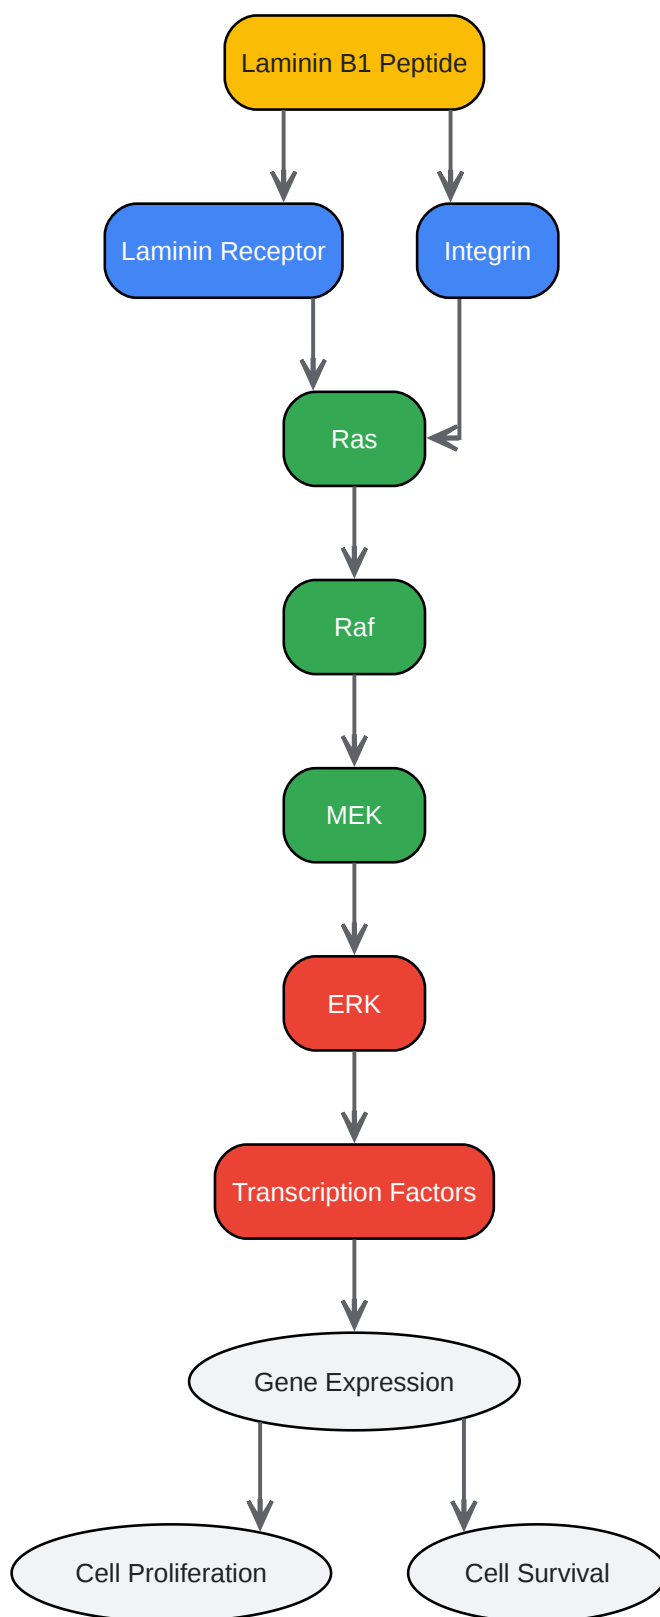 Laminin B1 Peptide
Laminin Receptor
Integrin
Ras
Raf
MEK
ERK
Transcription Factors
Gene Expression
Cell Proliferation
Cell Survival